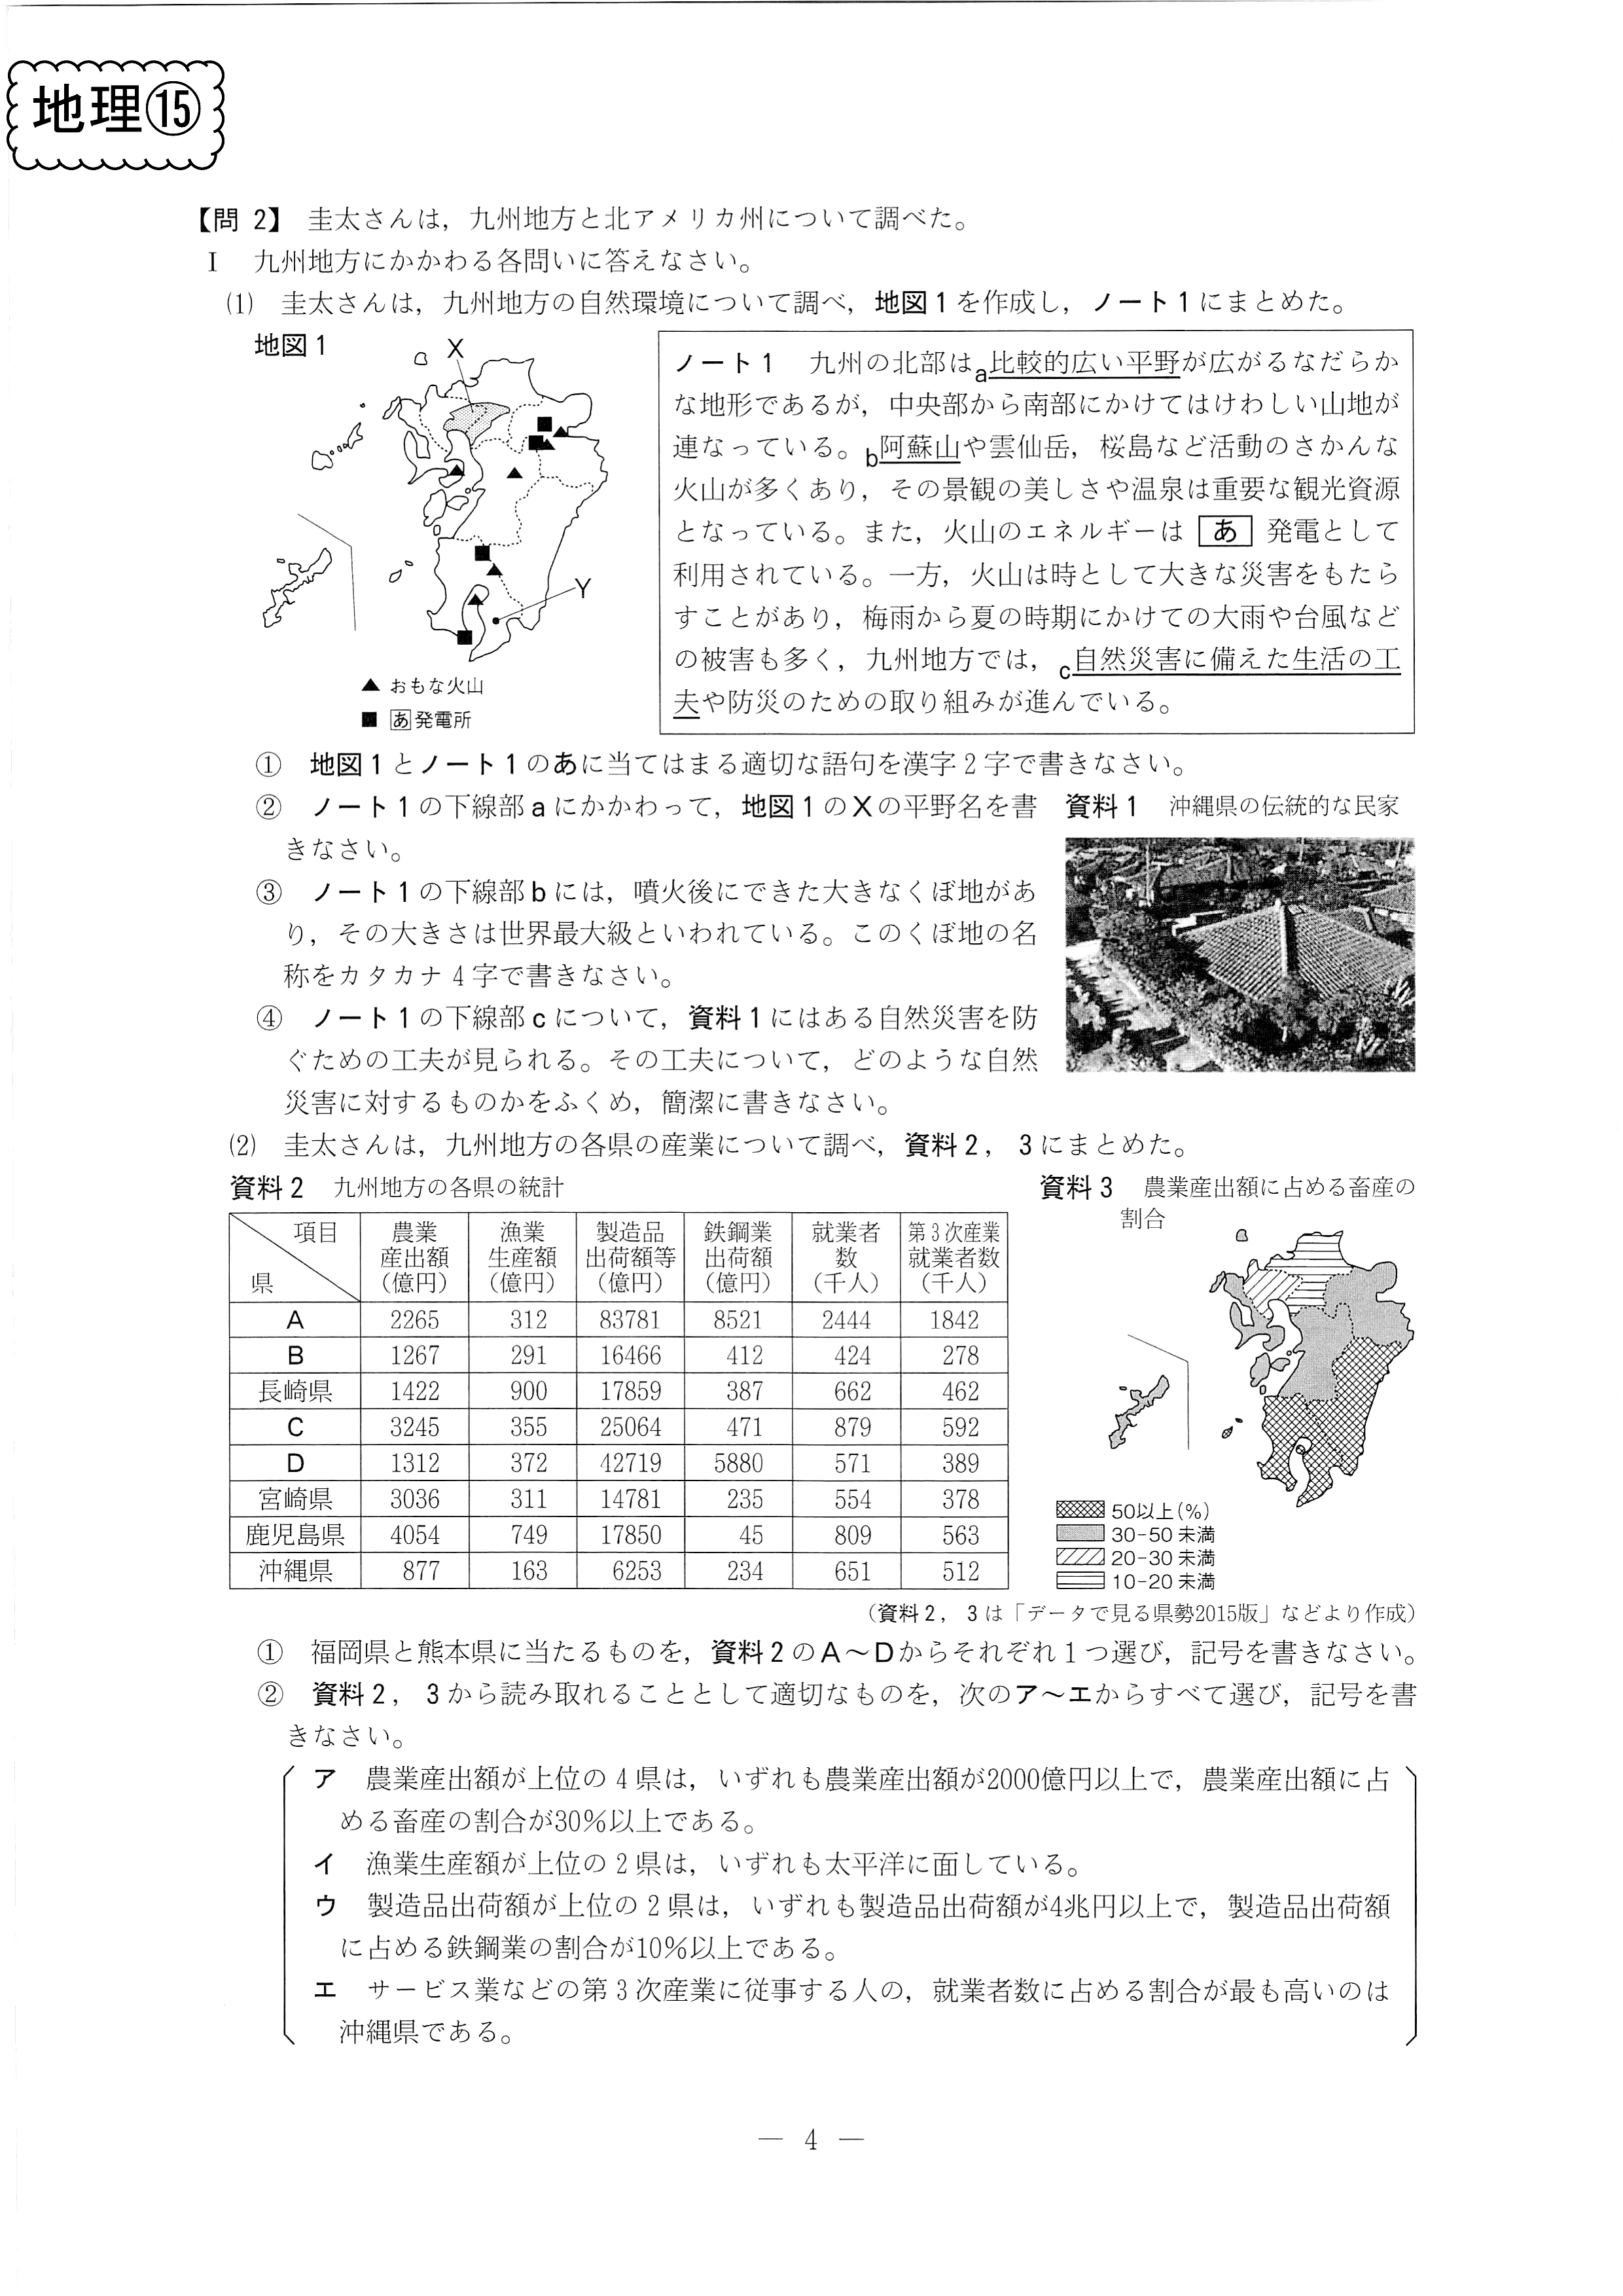 地理⑮
【問 2】 圭太さんは，九州地方と北アメリカ州について調べた。
Ⅰ 九州地方にかかわる各問いに答えなさい。
⑴ 圭太さんは，九州地方の自然環境について調べ，地図1を作成し，ノート1にまとめた。
地図1
X
Y
▲ おもな火山
■ あ発電所
ノート1 九州の北部はa比較的広い平野が広がるなだらか
な地形であるが，中央部から南部にかけてはけわしい山地が
連なっている。b阿蘇山や雲仙岳，桜島など活動のさかんな
火山が多くあり，その景観の美しさや温泉は重要な観光資源
となっている。また，火山のエネルギーは あ 発電として
利用されている。一方，火山は時として大きな災害をもたら
すことがあり，梅雨から夏の時期にかけての大雨や台風など
の被害も多く，九州地方では，c自然災害に備えた生活の工
夫や防災のための取り組みが進んでいる。
① 地図1とノート1のあに当てはまる適切な語句を漢字2字で書きなさい。
② ノート1の下線部aにかかわって，地図1のXの平野名を書
きなさい。
③ ノート1の下線部bには，噴火後にできた大きなくぼ地があ
り，その大きさは世界最大級といわれている。このくぼ地の名
称をカタカナ4字で書きなさい。
④ ノート1の下線部cについて，資料1にはある自然災害を防
ぐための工夫が見られる。その工夫について，どのような自然
災害に対するものかをふくめ，簡潔に書きなさい。
資料1 沖縄県の伝統的な民家
⑵ 圭太さんは，九州地方の各県の産業について調べ，資料2，3にまとめた。
資料2 九州地方の各県の統計
項目 県 農業産出額（億円） 漁業生産額（億円） 製造品出荷額等（億円） 鉄鋼業出荷額（億円） 就業者数（千人） 第3次産業就業者数（千人）
A 2265 312 83781 8521 2444 1842
B 1267 291 16466 412 424 278
長崎県 1422 900 17859 387 662 462
C 3245 355 25064 471 879 592
D 1312 372 42719 5880 571 389
宮崎県 3036 311 14781 235 554 378
鹿児島県 4054 749 17850 45 809 563
沖縄県 877 163 6253 234 651 512
資料3 農業産出額に占める畜産の
割合
50以上(%)
30-50未満
20-30未満
10-20未満
（資料2，3は「データで見る県勢2015版」などより作成）
① 福岡県と熊本県に当たるものを，資料2のA～Dからそれぞれ1つ選び，記号を書きなさい。
② 資料2，3から読み取れることとして適切なものを，次のア～エからすべて選び，記号を書
きなさい。
ア 農業産出額が上位の4県は，いずれも農業産出額が2000億円以上で，農業産出額に占
める畜産の割合が30％以上である。
イ 漁業生産額が上位の2県は，いずれも太平洋に面している。
ウ 製造品出荷額が上位の2県は，いずれも製造品出荷額が4兆円以上で，製造品出荷額
に占める鉄鋼業の割合が10％以上である。
エ サービス業などの第3次産業に従事する人の，就業者数に占める割合が最も高いのは
沖縄県である。
— 4 —